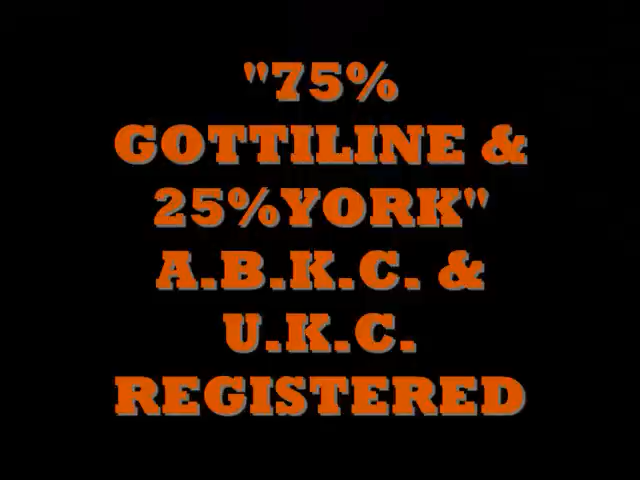 "75%
GOTTILINE &
25%YORK"
A.B.K.C. &
U.K.C.
REGISTERED